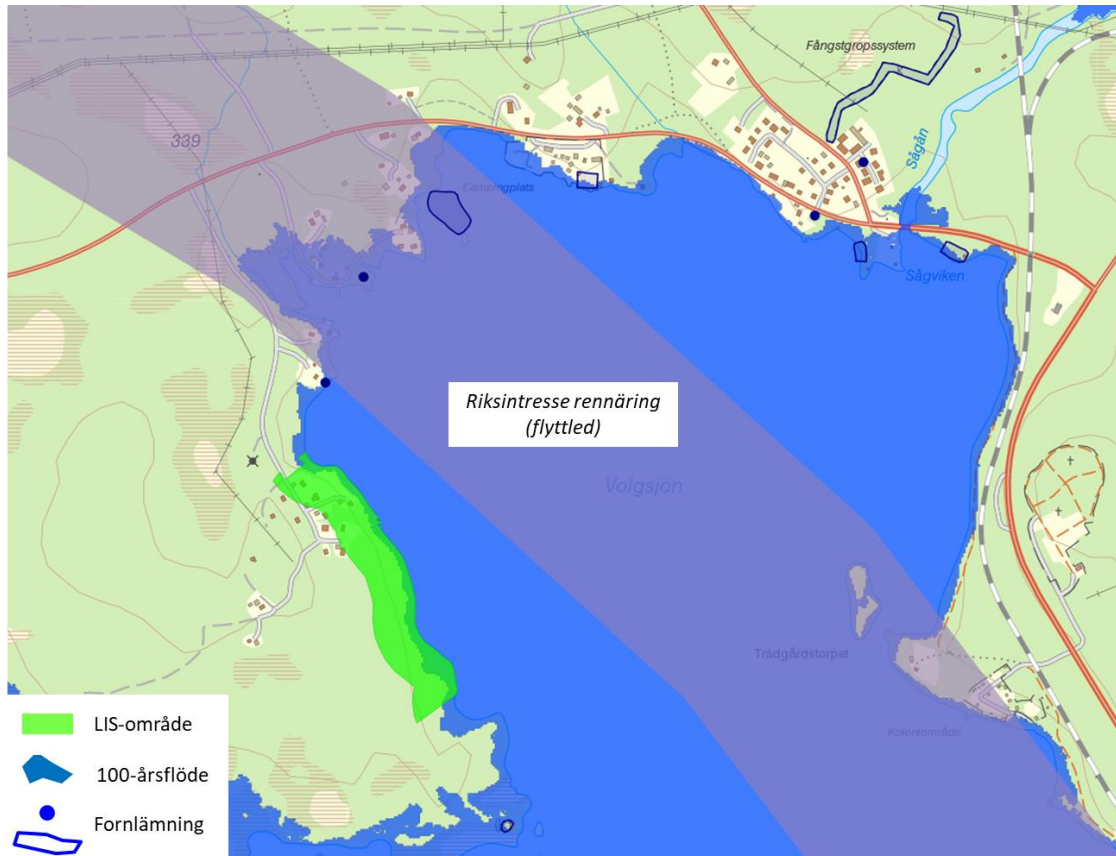 Fångstgropssystem
339
Sågån
Campingplats
Sågviken
Riksintresse rennäring
(flyttled)
Volgsjön
Trädgårdstorpet
Koloniområde
LIS-område
100-årsflöde
Fornlämning